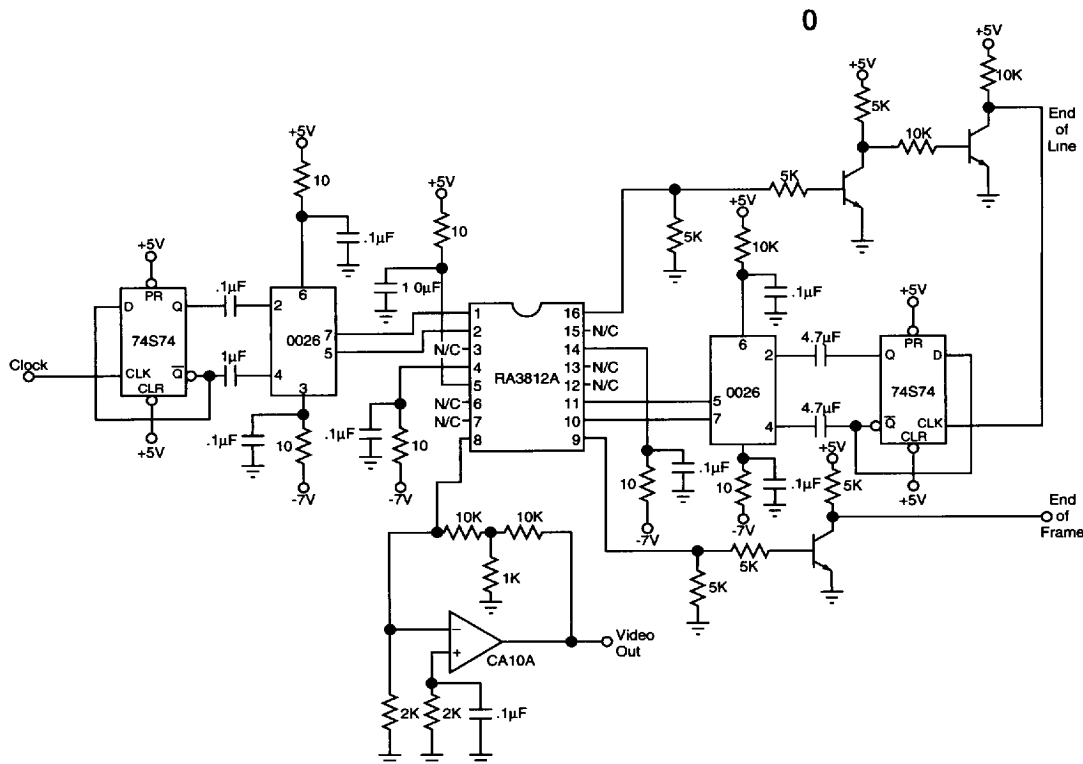 0
+5V
10K
+5V
5K
10K
End
of
Line
+5V
10
.1µF
+5V
10
1 0µF
5K
5K
+5V
10K
.1µF
+5V
PR
D
Q
74S74
CLK
Q
CLR
+5V
Clock
.1µF
1µF
6
2
0026
7
5
4
3
.1µF
10
-7V
1
2
N/C
3
4
5
N/C
6
N/C
7
8
RA3812A
16
15
N/C
14
13
N/C
12
N/C
11
10
9
.1µF
10
-7V
10
.1µF
-7V
6
2
0026
5
7
4
4.7µF
4.7µF
+5V
PR
Q
D
74S74
Q
CLK
CLR
+5V
10
.1µF
-7V
+5V
5K
End
of
Frame
5K
5K
10K
10K
1K
−
+
CA10A
Video
Out
2K
2K
.1µF